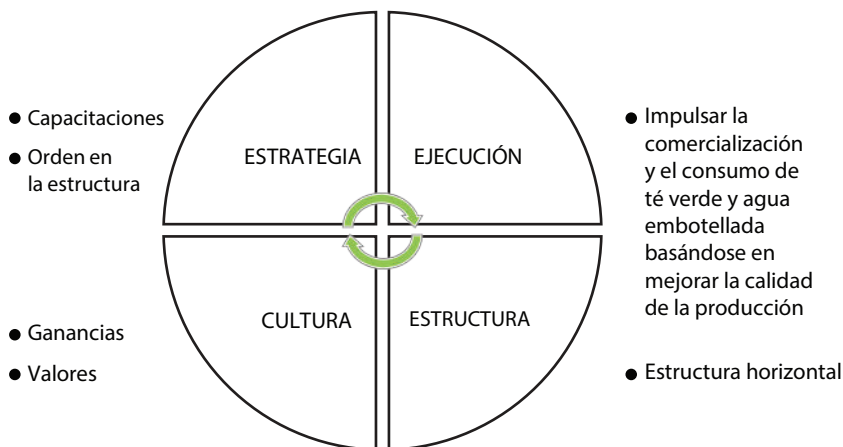 ● Capacitaciones
● Orden en
la estructura
ESTRATEGIA
EJECUCIÓN
● Impulsar la
comercialización
y el consumo de
té verde y agua
embotellada
basándose en
mejorar la calidad
de la producción
● Ganancias
● Valores
CULTURA
ESTRUCTURA
● Estructura horizontal